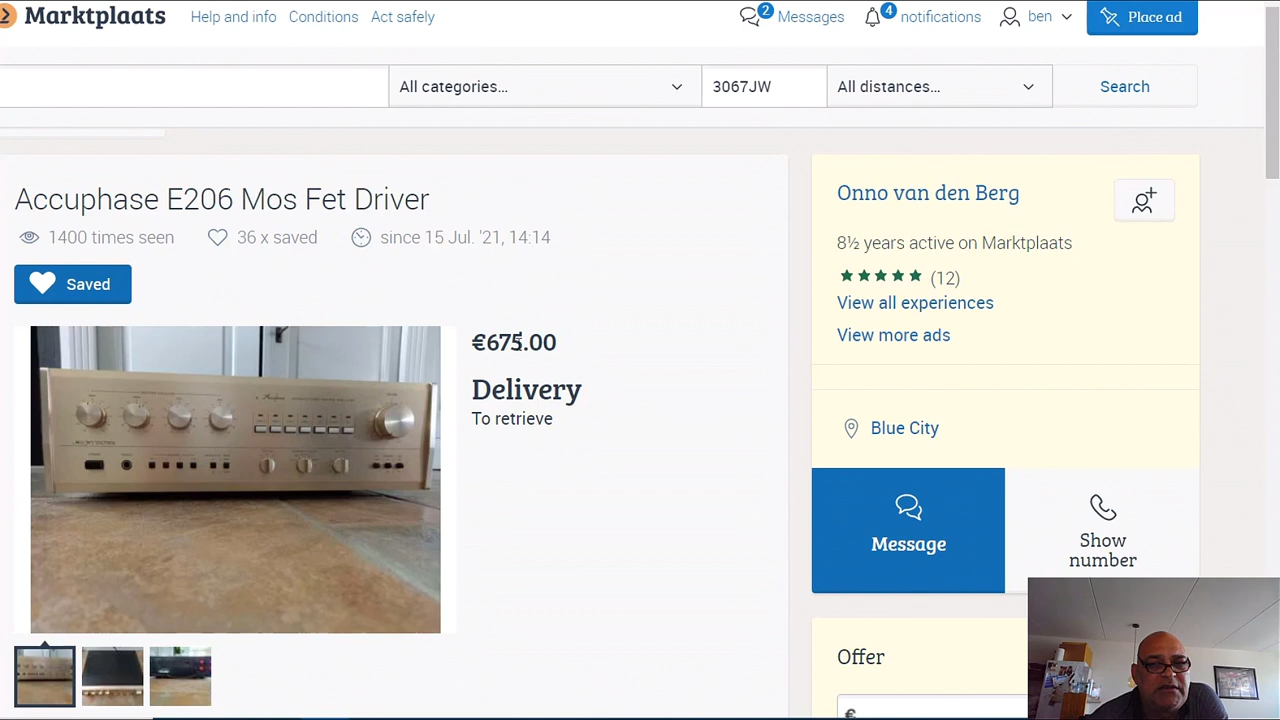 Marktplaats
Help and info Conditions Act safely
2 Messages 4 notifications ben Place ad
All categories... 3067JW All distances... Search
Accuphase E206 Mos Fet Driver
1400 times seen 36 x saved since 15 Jul. '21, 14:14
Saved
€675.00
Delivery
To retrieve
Onno van den Berg
8½ years active on Marktplaats
(12)
View all experiences
View more ads
Blue City
Message
Show
number
Offer
€